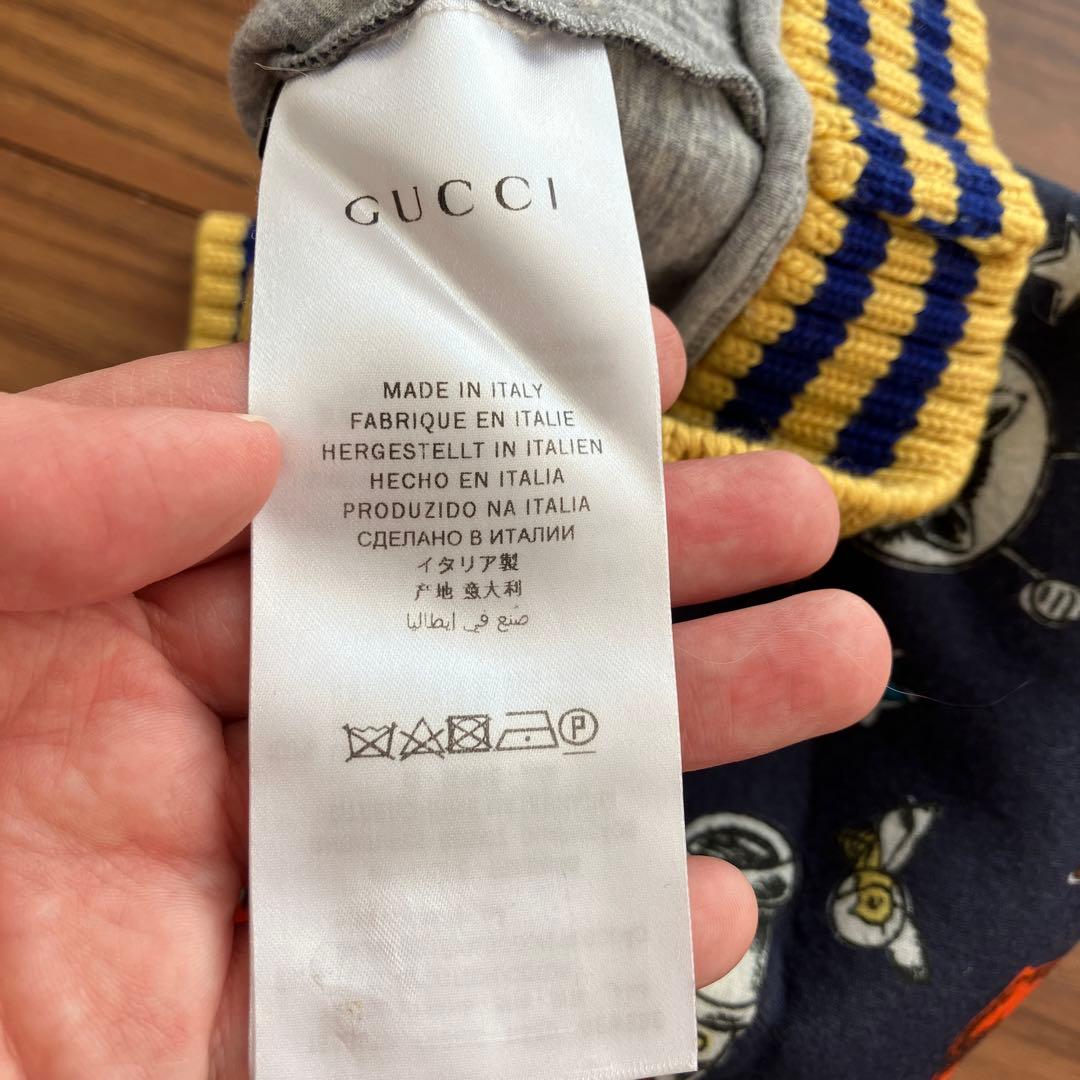 GUCCI
MADE IN ITALY
FABRIQUE EN ITALIE
HERGESTELLT IN ITALIEN
HECHO EN ITALIA
PRODUZIDO NA ITALIA
СДЕЛАНО В ИТАЛИИ
イタリア製
产地 意大利
صنع في إيطاليا
P